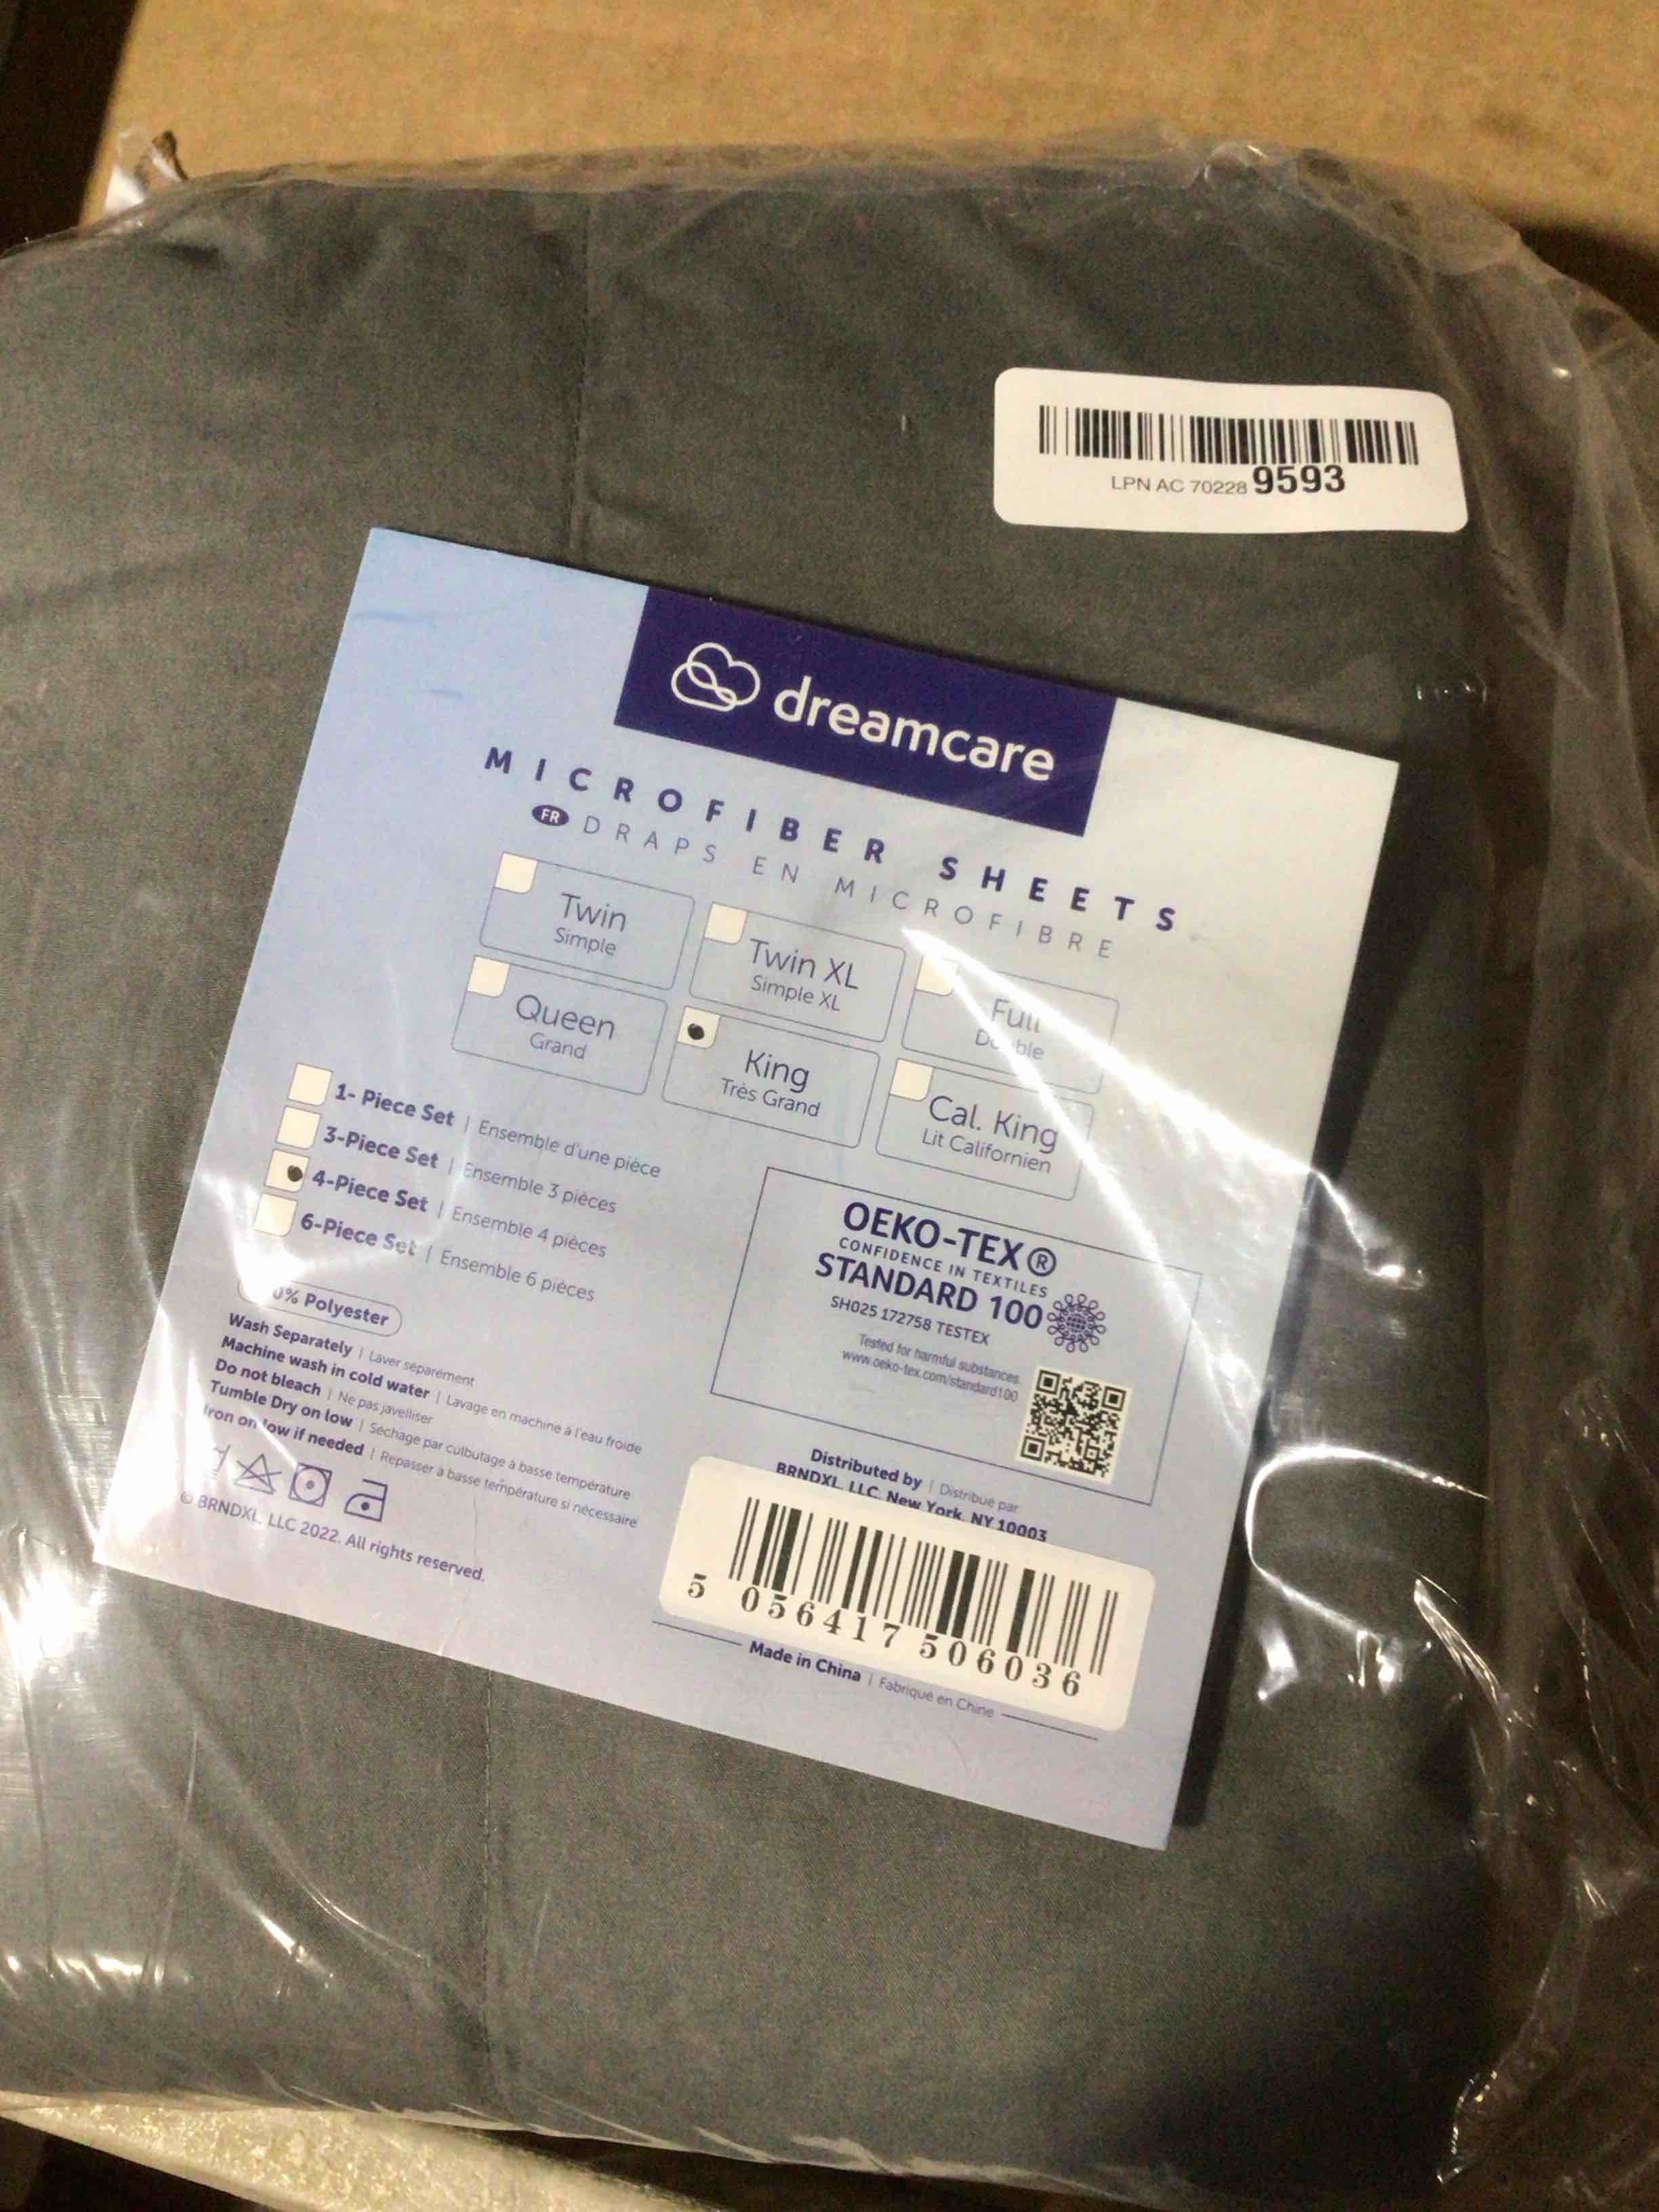 LPN AC 70228 9593
dreamcare
MICROFIBER SHEETS
FR DRAPS EN MICROFIBRE
Twin
Simple
Twin XL
Simple XL
Full
Double
Queen
Grand
King
Très Grand
Cal. King
Lit Californien
1- Piece Set | Ensemble d'une pièce
3-Piece Set | Ensemble 3 pièces
4-Piece Set | Ensemble 4 pièces
6-Piece Set | Ensemble 6 pièces
Polyester
Wash Separately | Laver séparément
Machine wash in cold water | Lavage en machine à l'eau froide
Do not bleach | Ne pas javelliser
Tumble Dry on low | Séchage par culbutage à basse température
Iron on low if needed | Repasser à basse température si nécessaire
© BRNDXL, LLC 2022. All rights reserved.
OEKO-TEX®
CONFIDENCE IN TEXTILES
STANDARD 100
SH025 172758 TESTEX
Tested for harmful substances
www.oeko-tex.com/standard100
Distributed by | Distribué par
BRNDXL, LLC, New York, NY 10003
5 056417 506036
Made in China | Fabriqué en Chine